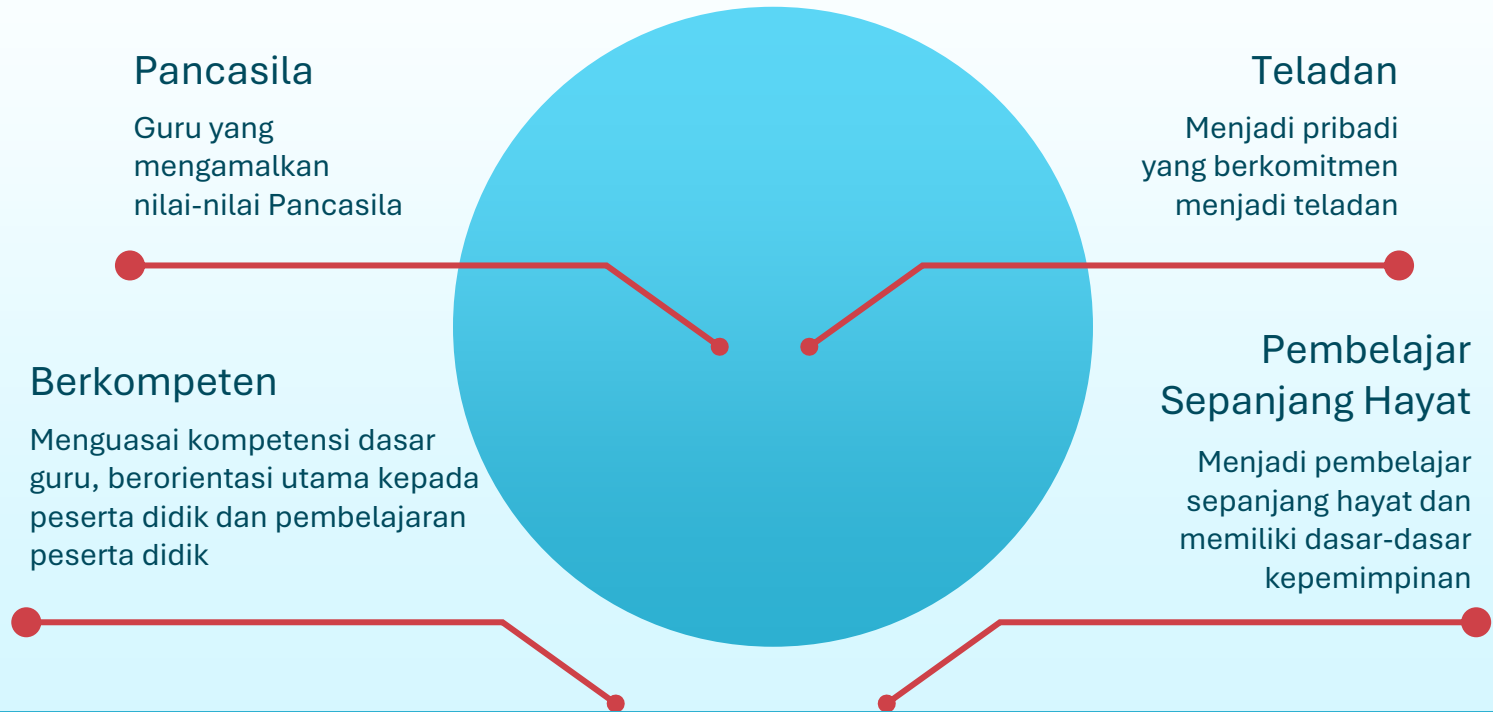 Pancasila
Guru yang
mengamalkan
nilai-nilai Pancasila
Teladan
Menjadi pribadi
yang berkomitmen
menjadi teladan
Berkompeten
Menguasai kompetensi dasar
guru, berorientasi utama kepada
peserta didik dan pembelajaran
peserta didik
Pembelajar
Sepanjang Hayat
Menjadi pembelajar
sepanjang hayat dan
memiliki dasar-dasar
kepemimpinan